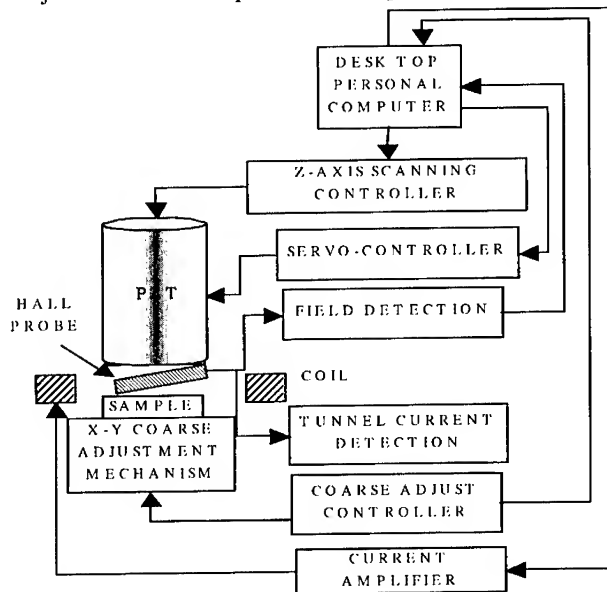 DESK TOP
PERSONAL
COMPUTER
Z-AXIS SCANNING
CONTROLLER
SERVO-CONTROLLER
P T
HALL
PROBE
FIELD DETECTION
COIL
SAMPLE
X-Y COARSE
ADJUSTMENT
MECHANISM
TUNNEL CURRENT
DETECTION
COARSE ADJUST
CONTROLLER
CURRENT
AMPLIFIER